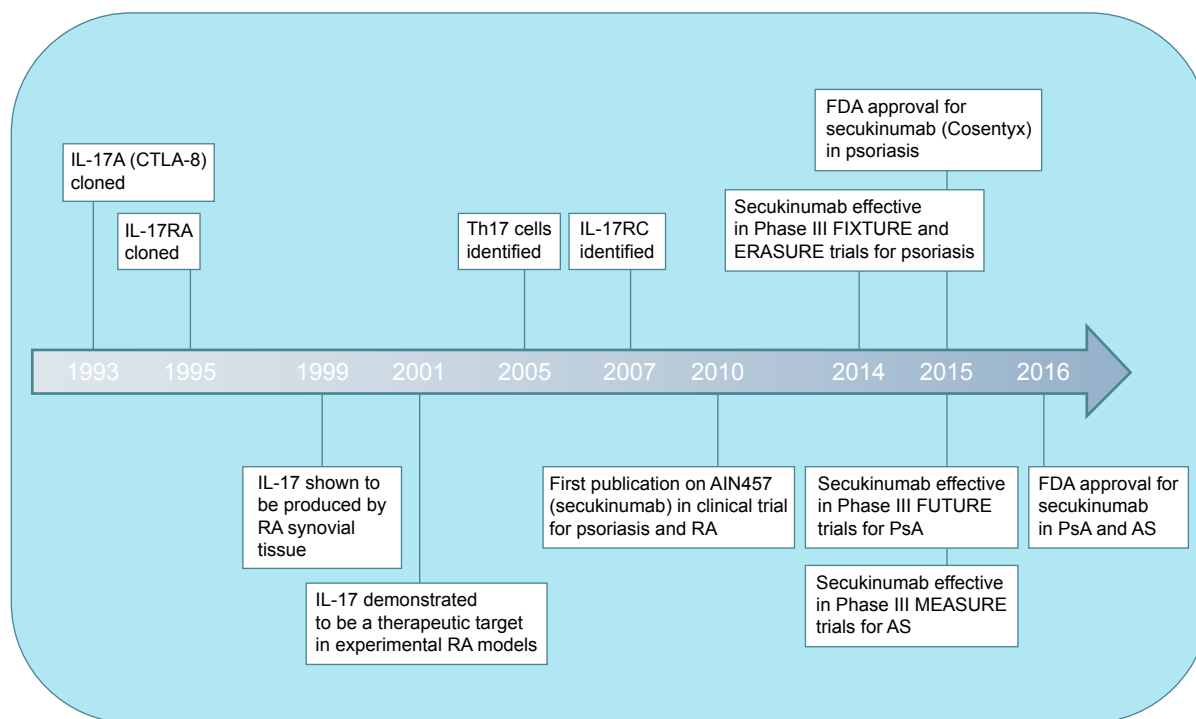 FDA approval for
secukinumab (Cosentyx)
in psoriasis
IL-17A (CTLA-8)
cloned
Secukinumab effective
in Phase III FIXTURE and
ERASURE trials for psoriasis
IL-17RA
cloned
Th17 cells
identified
IL-17RC
identified
1993 1995 1999 2001 2005 2007 2010 2014 2015 2016
IL-17 shown to
be produced by
RA synovial
tissue
First publication on AIN457
(secukinumab) in clinical trial
for psoriasis and RA
Secukinumab effective
in Phase III FUTURE
trials for PsA
FDA approval for
secukinumab
in PsA and AS
IL-17 demonstrated
to be a therapeutic target
in experimental RA models
Secukinumab effective
in Phase III MEASURE
trials for AS